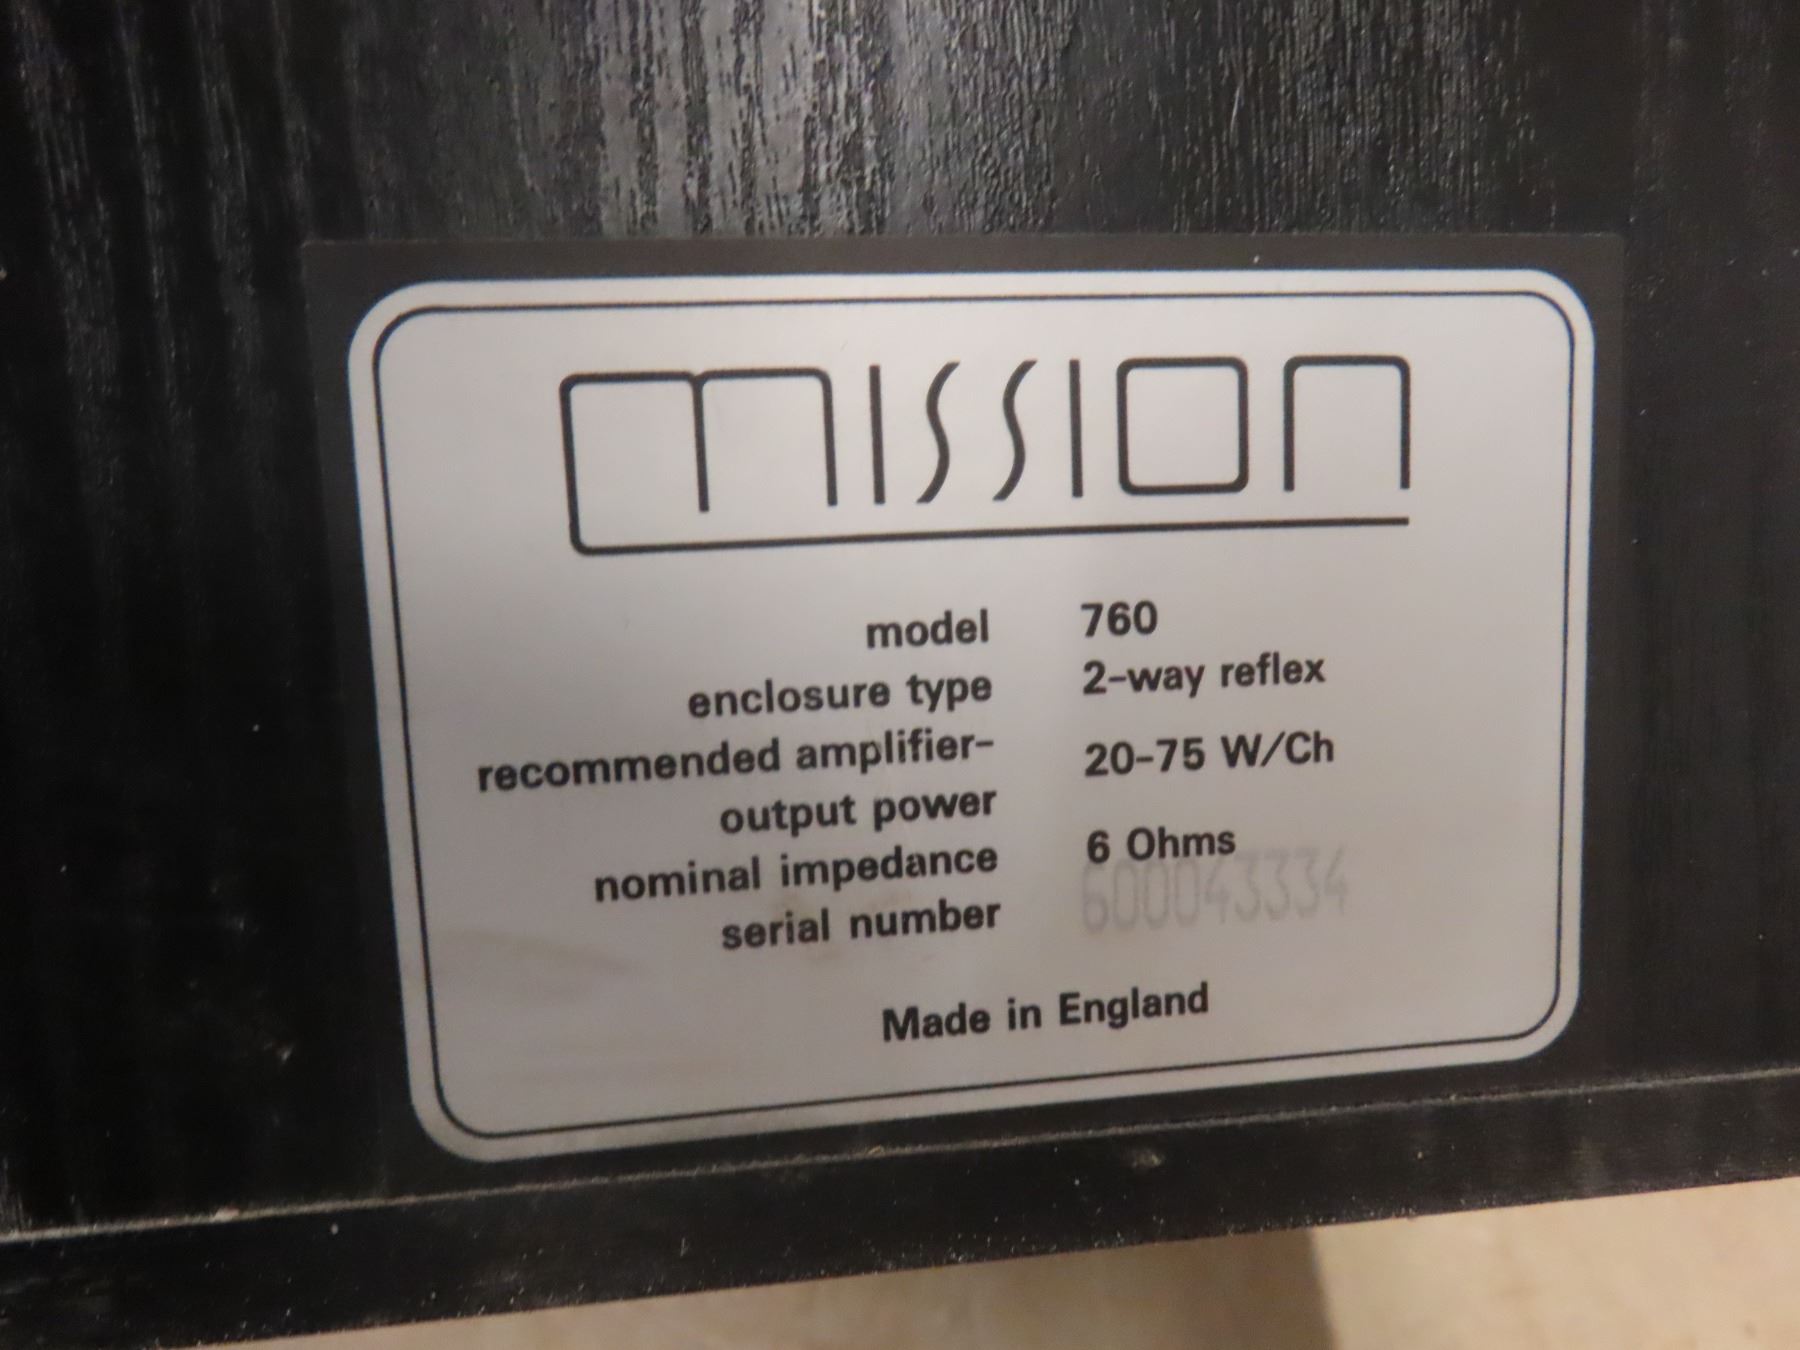 mission
model 760
enclosure type 2-way reflex
recommended amplifier- 20-75 W/Ch
output power
nominal impedance 6 Ohms
serial number 600043334
Made in England